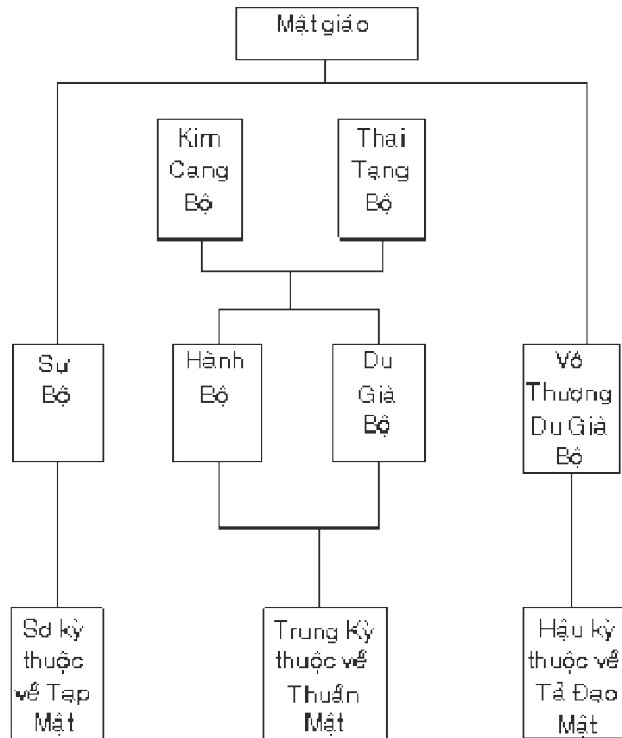 Mật giáo
Kim
Cang
Bộ
Thai
Tạng
Bộ
Sự
Bộ
Hành
Bộ
Du
Già
Bộ
Vô
Thượng
Du Già
Bộ
Sơ kỳ
thuộc
về Tạp
Mật
Trung Kỳ
thuộc về
Thuần
Mật
Hậu kỳ
thuộc về
Tả Đạo
Mật